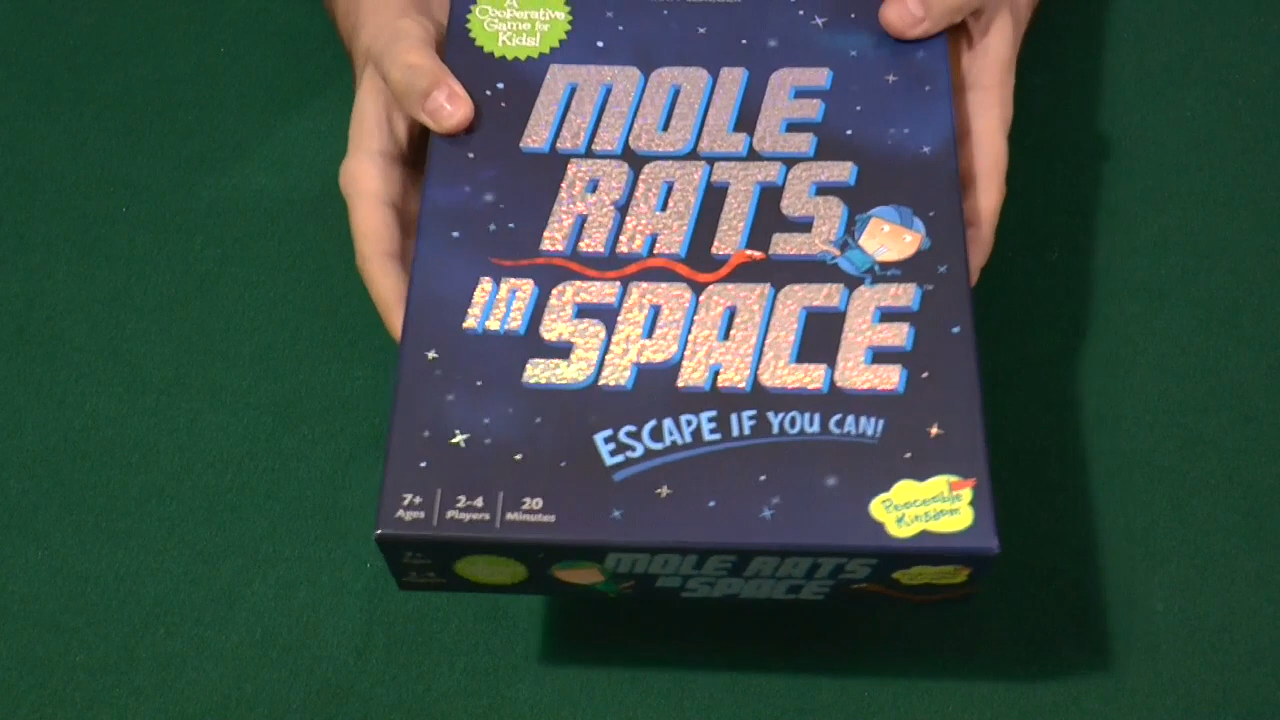 A
Cooperative
Game for
Kids!
MOLE
RATS
IN SPACE
ESCAPE IF YOU CAN!
7+ 2-4 20
Ages Players Minutes
Peaceable
Kingdom
MOLE RATS
IN SPACE